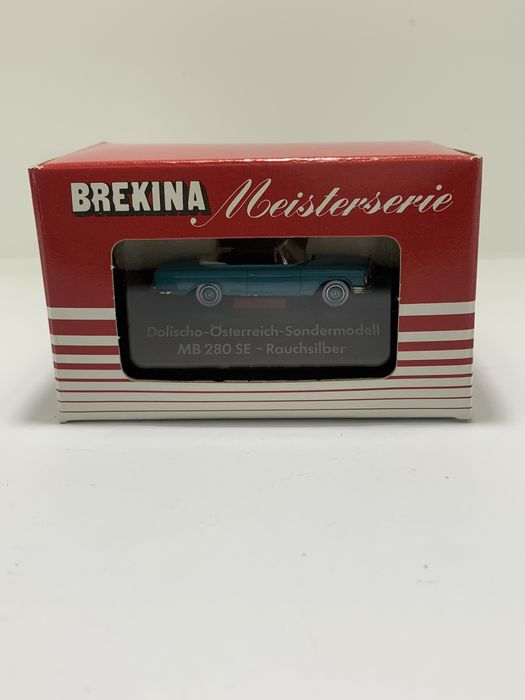 BREKINA Meisterserie
Dolischo-Österreich-Sondermodell
MB 280 SE - Rauchsilber